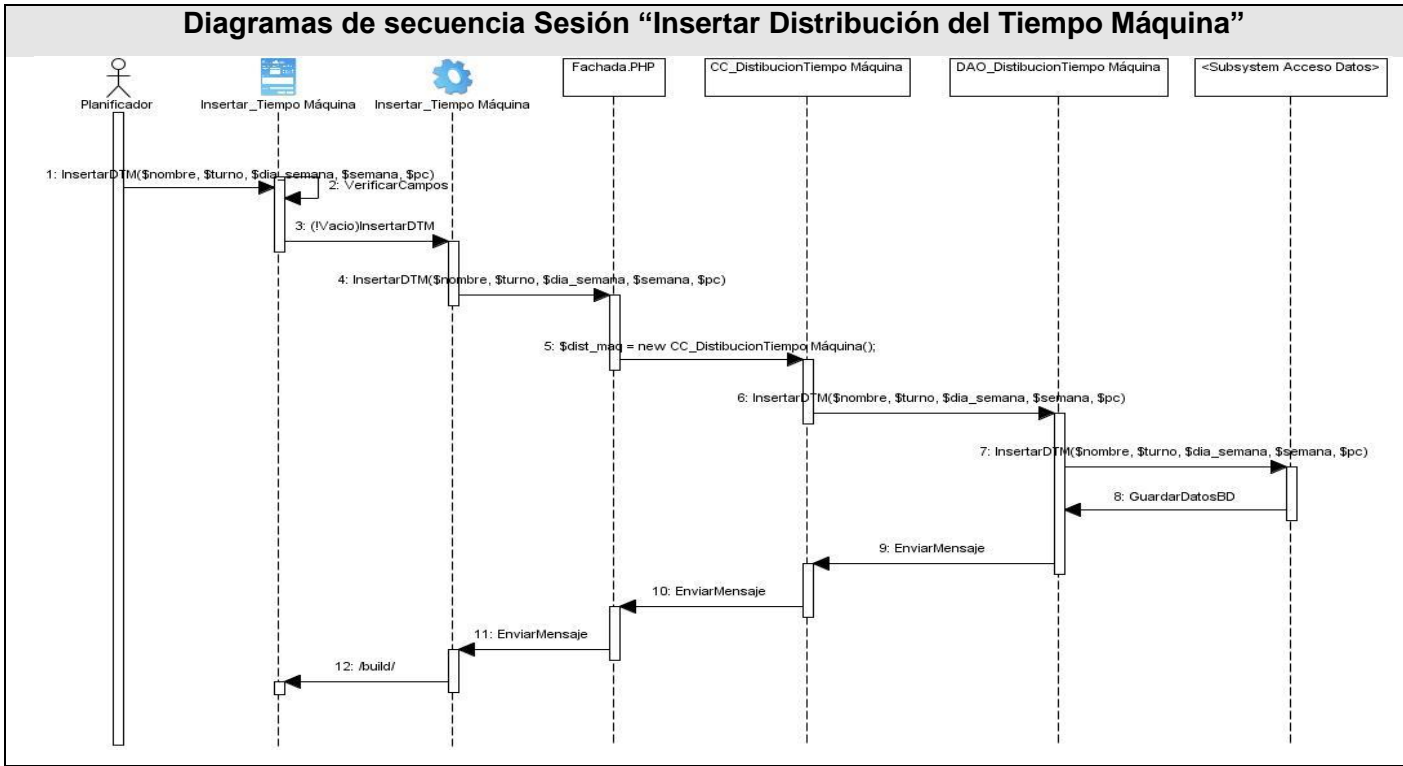 Diagramas de secuencia Sesión “Insertar Distribución del Tiempo Máquina”
Planificador
Insertar_Tiempo Máquina
Insertar_Tiempo Máquina
Fachada.PHP
CC_DistibucionTiempo Máquina
DAO_DistibucionTiempo Máquina
<Subsystem Acceso Datos>
1: InsertarDTM($nombre, $turno, $dia_semana, $semana, $pc)
2: VerificarCampos
3: (!Vacio)InsertarDTM
4: InsertarDTM($nombre, $turno, $dia_semana, $semana, $pc)
5: $dist_maq = new CC_DistibucionTiempo Máquina();
6: InsertarDTM($nombre, $turno, $dia_semana, $semana, $pc)
7: InsertarDTM($nombre, $turno, $dia_semana, $semana, $pc)
8: GuardarDatosBD
9: EnviarMensaje
10: EnviarMensaje
11: EnviarMensaje
12: /build/